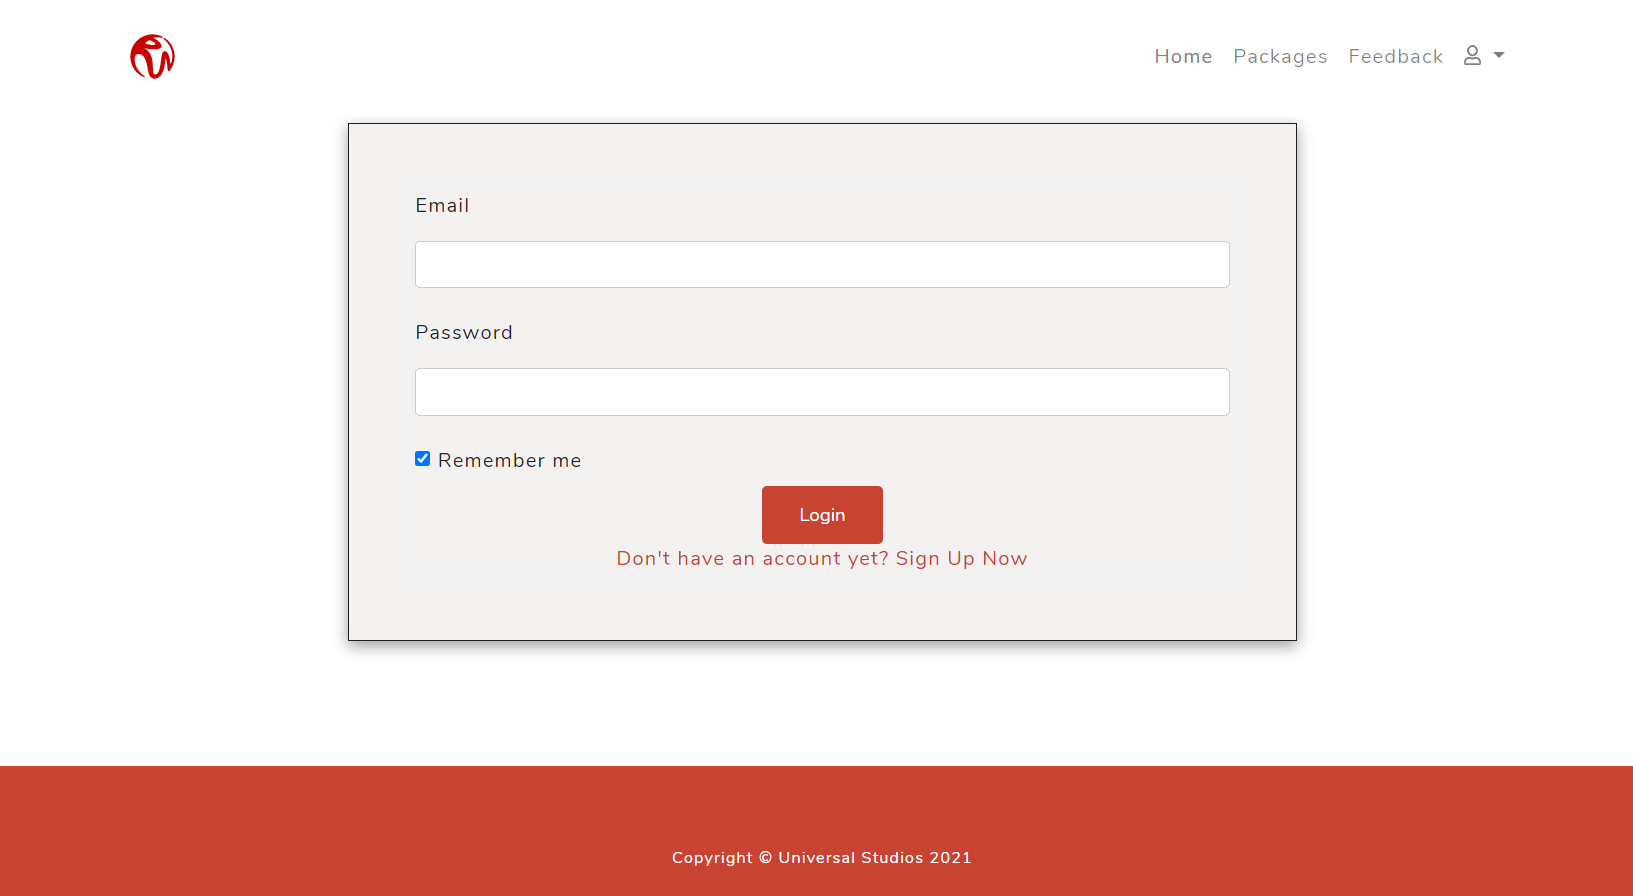 Home Packages Feedback
Email
Password
Remember me
Login
Don't have an account yet? Sign Up Now
Copyright © Universal Studios 2021